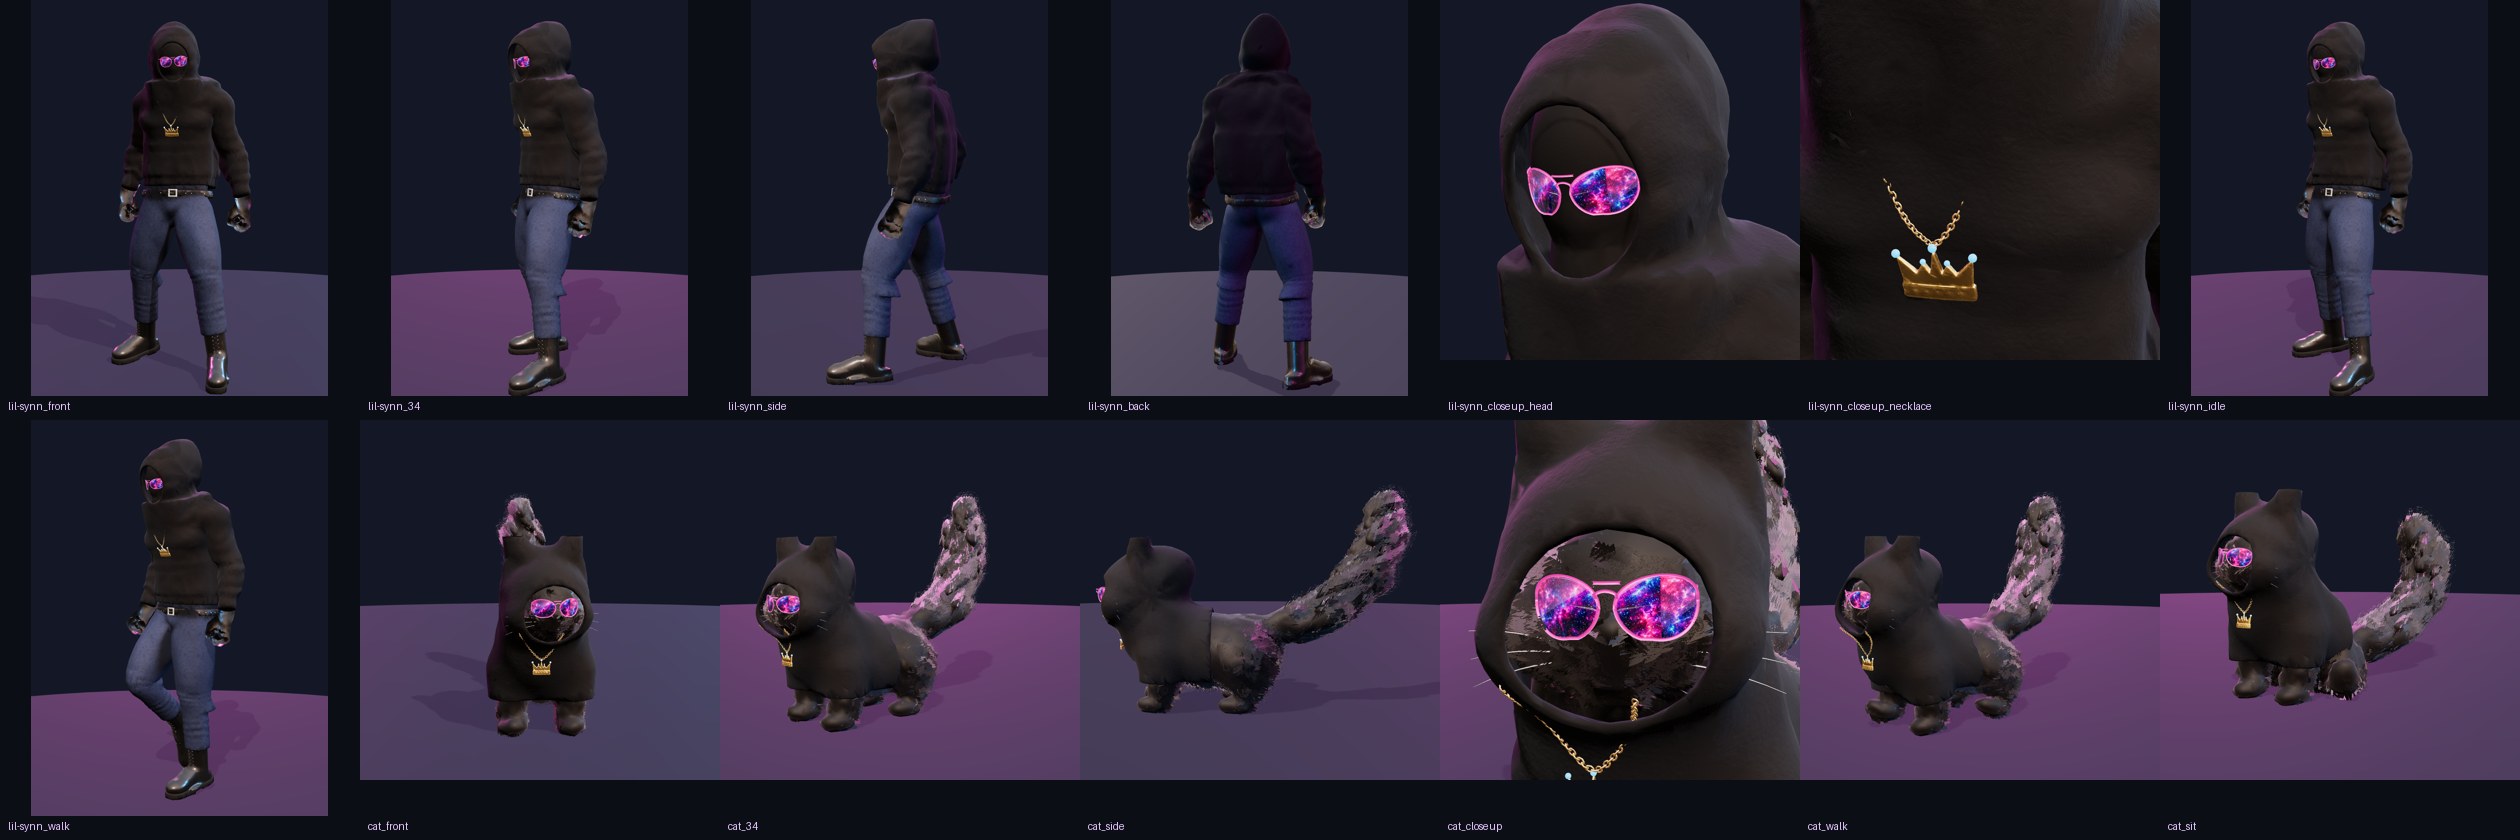 lil-synn_front
lil-synn_34
lil-synn_side
lil-synn_back
lil-synn_closeup_head
lil-synn_closeup_necklace
lil-synn_idle
lil-synn_walk
cat_front
cat_34
cat_side
cat_closeup
cat_walk
cat_sit